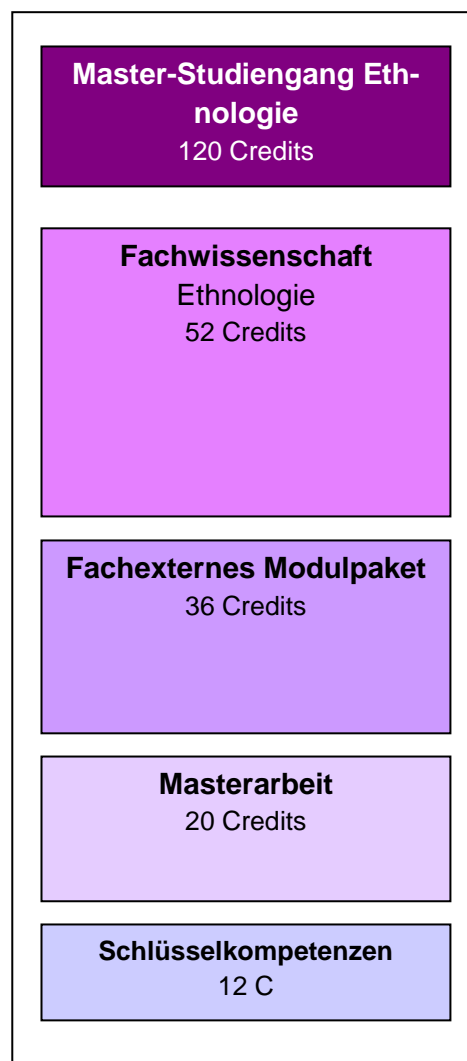 Master-Studiengang Eth-
nologie
120 Credits
Fachwissenschaft
Ethnologie
52 Credits
Fachexternes Modulpaket
36 Credits
Masterarbeit
20 Credits
Schlüsselkompetenzen
12 C